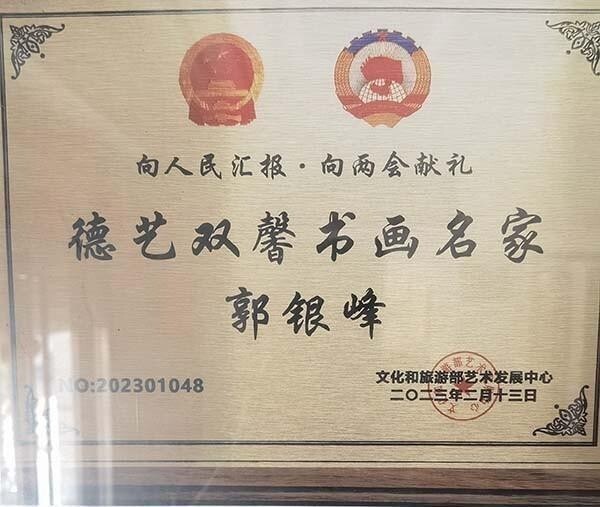 向人民汇报·向两会献礼
德艺双馨书画名家
郭银峰
NO:202301048
文化和旅游部艺术发展中心
二〇二三年二月十三日